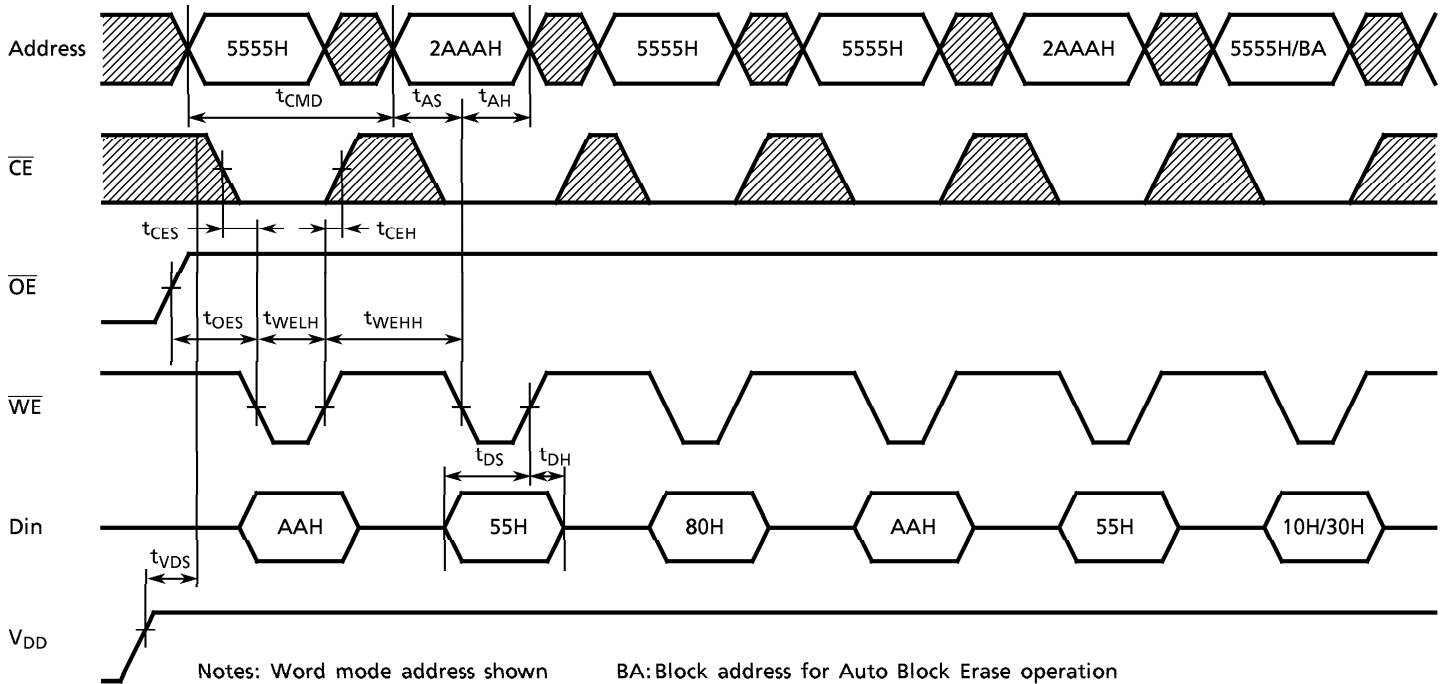 Address 5555H 2AAAH 5555H 5555H 2AAAH 5555H/BA
tCMD tAS tAH
CE
tCES tCEH
OE
tOES tWELH tWEHH
WE
tDS tDH
Din AAH 55H 80H AAH 55H 10H/30H
tVDS
VDD
Notes: Word mode address shown BA: Block address for Auto Block Erase operation